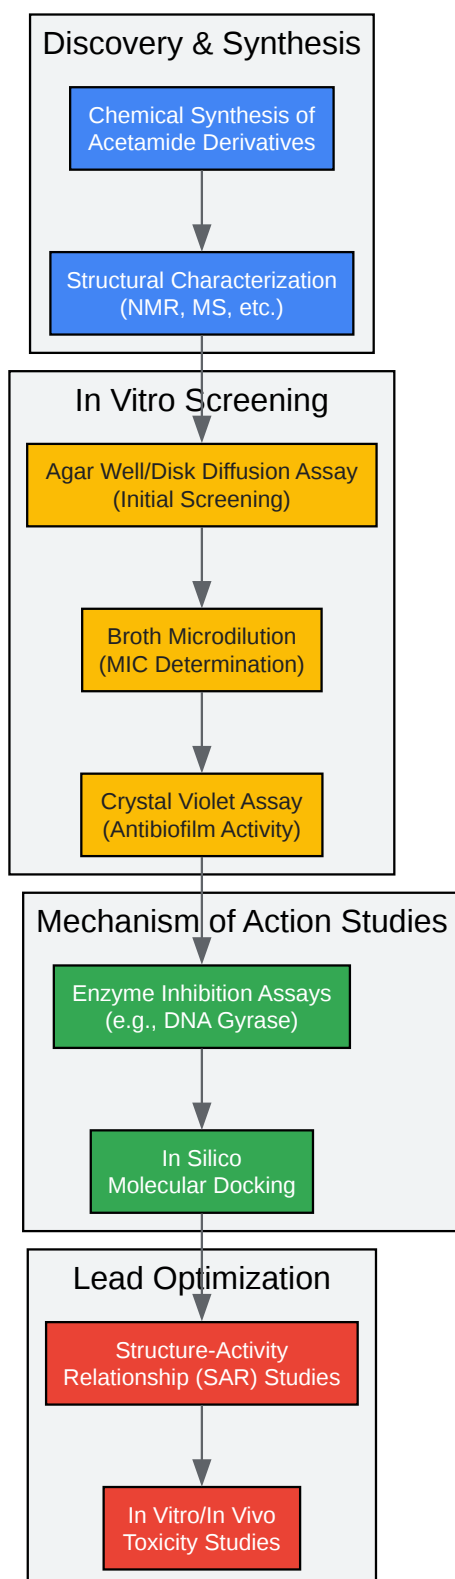 Discovery & Synthesis
Chemical Synthesis of
Acetamide Derivatives
Structural Characterization
(NMR, MS, etc.)
In Vitro Screening
Agar Well/Disk Diffusion Assay
(Initial Screening)
Broth Microdilution
(MIC Determination)
Crystal Violet Assay
(Antibiofilm Activity)
Mechanism of Action Studies
Enzyme Inhibition Assays
(e.g., DNA Gyrase)
In Silico
Molecular Docking
Lead Optimization
Structure-Activity
Relationship (SAR) Studies
In Vitro/In Vivo
Toxicity Studies